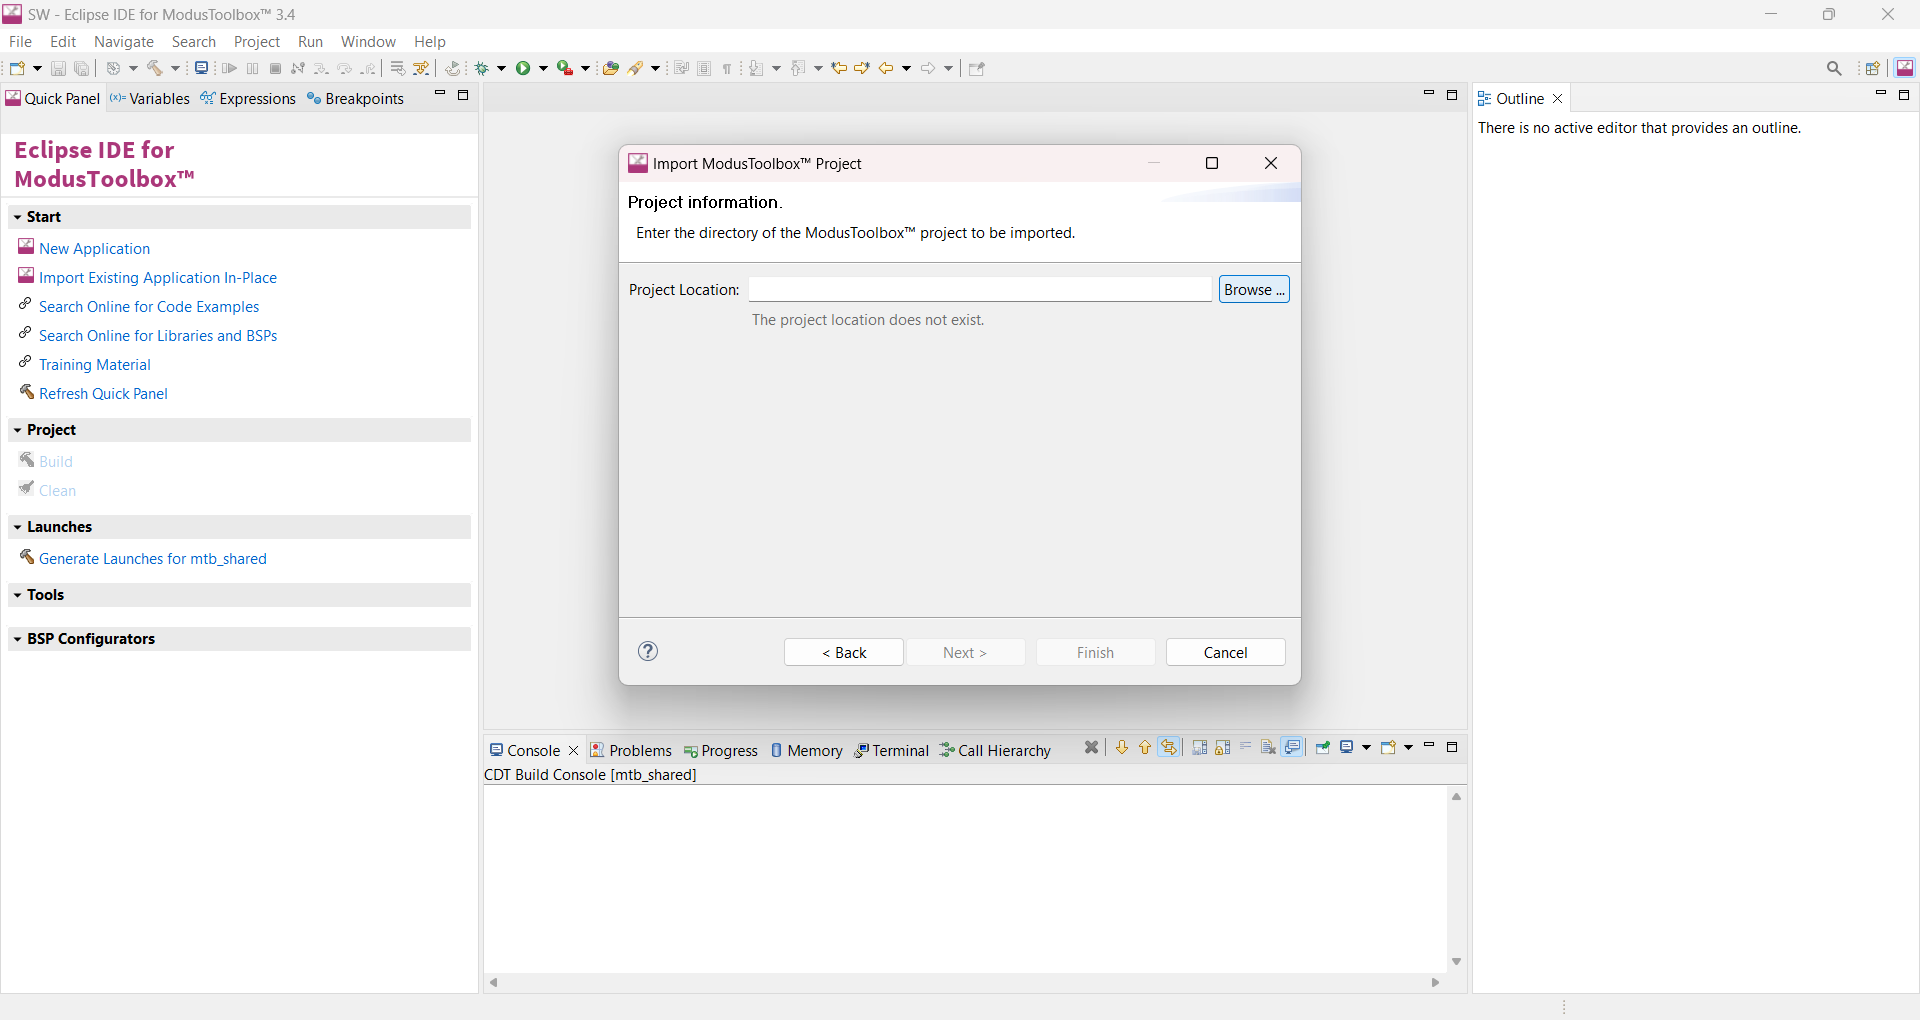 SW - Eclipse IDE for ModusToolbox™ 3.4
File Edit Navigate Search Project Run Window Help
Quick Panel (x)= Variables Expressions Breakpoints
Eclipse IDE for
ModusToolbox™
Start
New Application
Import Existing Application In-Place
Search Online for Code Examples
Search Online for Libraries and BSPs
Training Material
Refresh Quick Panel
Project
Build
Clean
Launches
Generate Launches for mtb_shared
Tools
BSP Configurators
Import ModusToolbox™ Project
Project information.
Enter the directory of the ModusToolbox™ project to be imported.
Project Location:
Browse ...
The project location does not exist.
?
< Back
Next >
Finish
Cancel
Console Problems Progress Memory Terminal Call Hierarchy
CDT Build Console [mtb_shared]
Outline
There is no active editor that provides an outline.